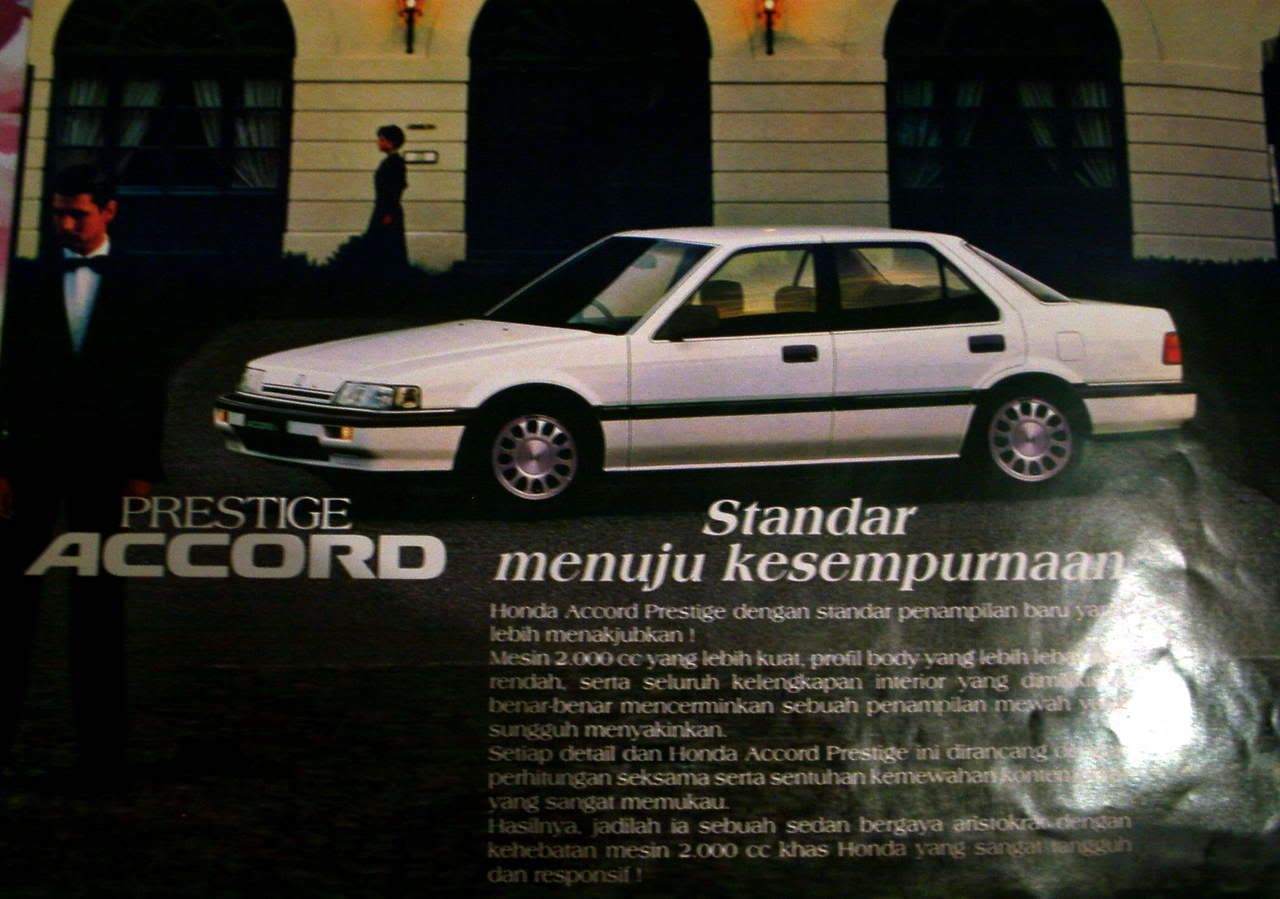 PRESTIGE
ACCORD
Standar
menuju kesempurnaan
Honda Accord Prestige dengan standar penampilan baru
lebih menakjubkan !
Mesin 2.000 cc yang lebih kuat, profil body yang lebih
rendah, serta seluruh kelengkapan interior yang
benar-benar mencerminkan sebuah penampilan mewah
sungguh menyakinkan.
Setiap detail dan Honda Accord Prestige ini dirancang
perhitungan seksama serta sentuhan kemewahan
yang sangat memukau.
Hasilnya, jadilah ia sebuah sedan bergaya aristokrat dengan
kehebatan mesin 2.000 cc khas Honda yang sangat tangguh
dan responsif !